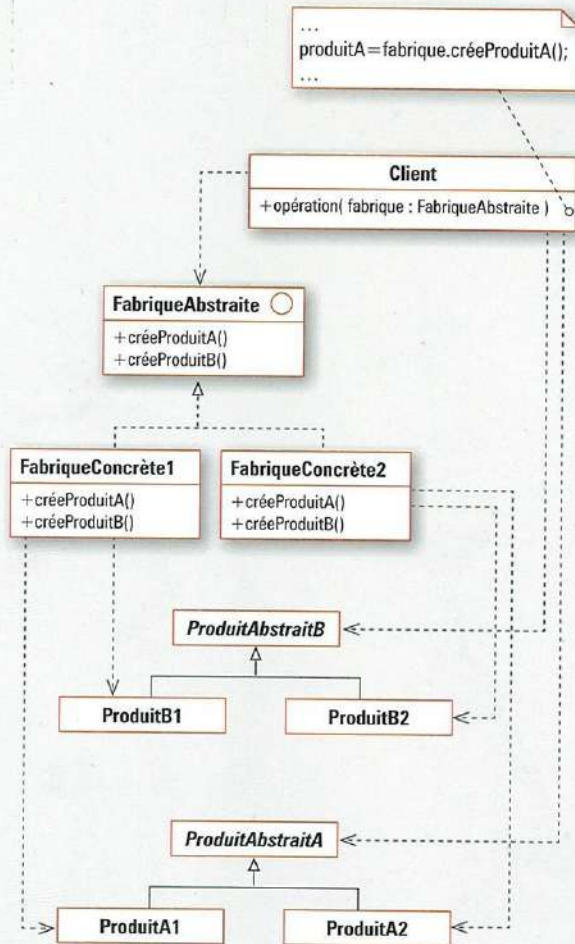 ...
produitA=fabrique.créeProduitA();
...
Client
+opération( fabrique : FabriqueAbstraite )
FabriqueAbstraite
+créeProduitA()
+créeProduitB()
FabriqueConcrète1
+créeProduitA()
+créeProduitB()
FabriqueConcrète2
+créeProduitA()
+créeProduitB()
ProduitAbstraitB
ProduitB1
ProduitB2
ProduitAbstraitA
ProduitA1
ProduitA2